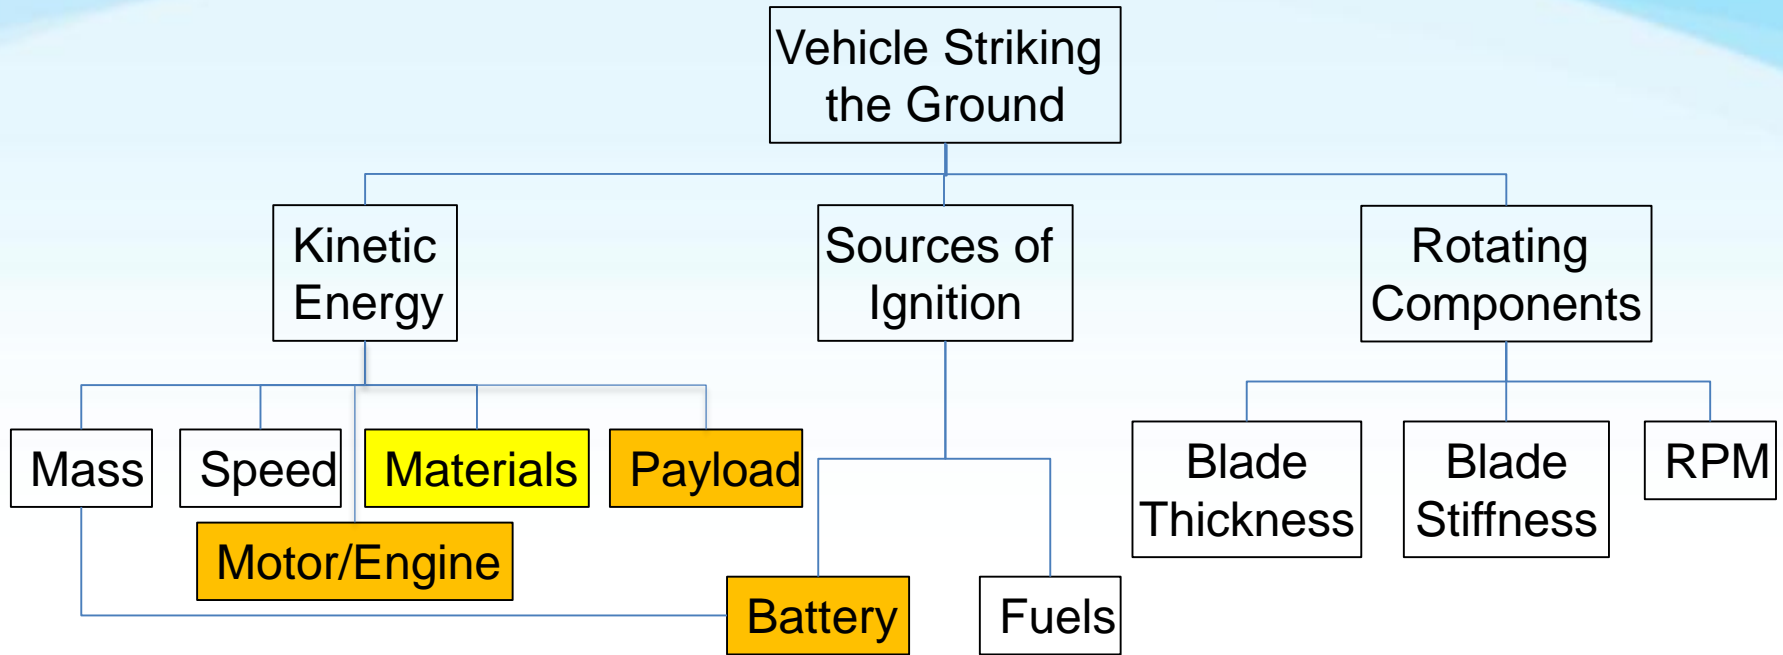 Vehicle Striking
the Ground
Kinetic
Energy
Sources of
Ignition
Rotating
Components
Mass
Speed
Materials
Payload
Motor/Engine
Battery
Fuels
Blade
Thickness
Blade
Stiffness
RPM